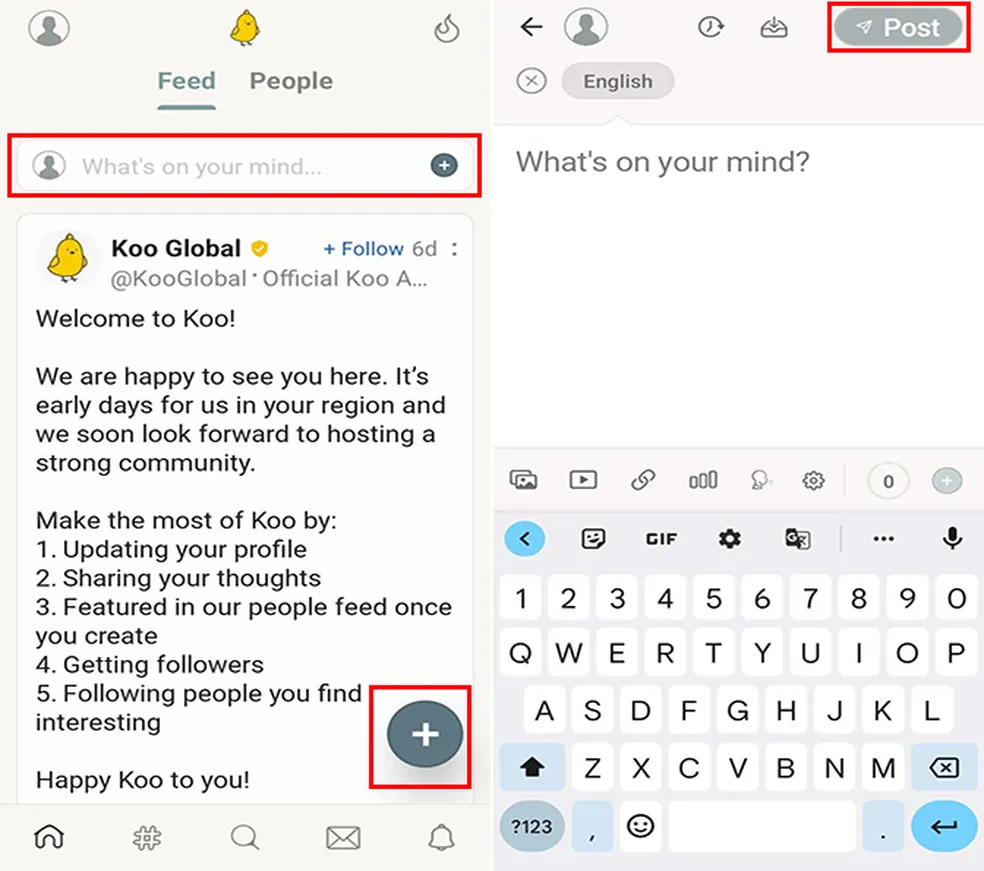 Feed People
What's on your mind...
Koo Global + Follow 6d
@KooGlobal • Official Koo A...
Welcome to Koo!
We are happy to see you here. It’s
early days for us in your region and
we soon look forward to hosting a
strong community.
Make the most of Koo by:
1. Updating your profile
2. Sharing your thoughts
3. Featured in our people feed once
you create
4. Getting followers
5. Following people you find
interesting
Happy Koo to you!
Post
English
What's on your mind?
0
GIF
1 2 3 4 5 6 7 8 9 0
Q W E R T Y U I O P
A S D F G H J K L
Z X C V B N M
?123 , .